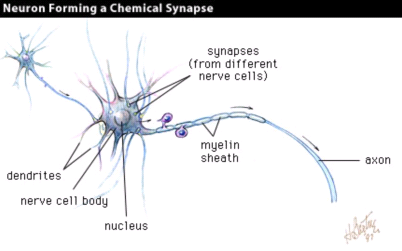 Neuron Forming a Chemical Synapse
synapses
(from different
nerve cells)
myelin
sheath
axon
dendrites
nerve cell body
nucleus